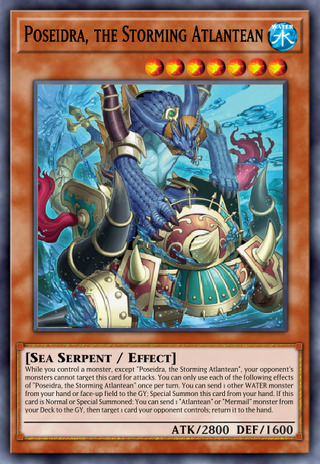 Poseidra, the Storming Atlantean
WATER
水
[Sea Serpent / Effect]
While you control a monster, except "Poseidra, the Storming Atlantean", your opponent's
monsters cannot target this card for attacks. You can only use each of the following effects
of "Poseidra, the Storming Atlantean" once per turn. You can send 1 other WATER monster
from your hand or face-up field to the GY; Special Summon this card from your hand. If this
card is Normal or Special Summoned: You can send 1 "Atlantean" or "Mermail" monster from
your Deck to the GY, then target 1 card your opponent controls; return it to the hand.
ATK/2800 DEF/1600